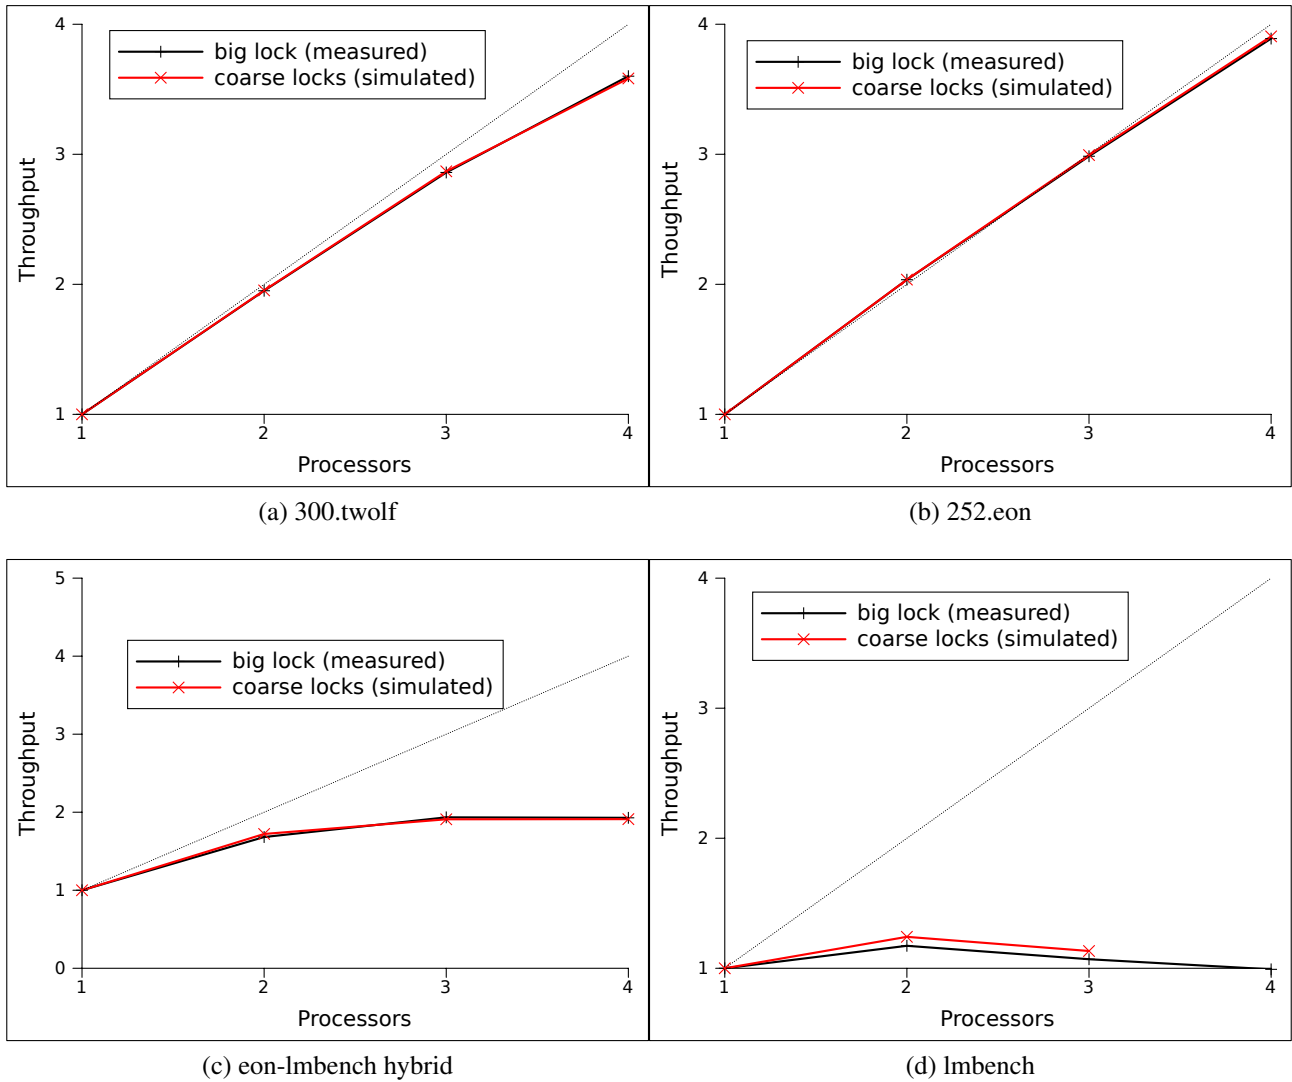 4
3
2
1
Throughput
big lock (measured)
coarse locks (simulated)
1 2 3 4
Processors
(a) 300.twolf
4
3
2
1
Thoughput
big lock (measured)
coarse locks (simulated)
1 2 3 4
Processors
(b) 252.eon
5
4
3
2
1
0
Throughput
big lock (measured)
coarse locks (simulated)
1 2 3 4
Processors
(c) eon-lmbench hybrid
4
3
2
1
Throughput
big lock (measured)
coarse locks (simulated)
1 2 3 4
Processors
(d) lmbench